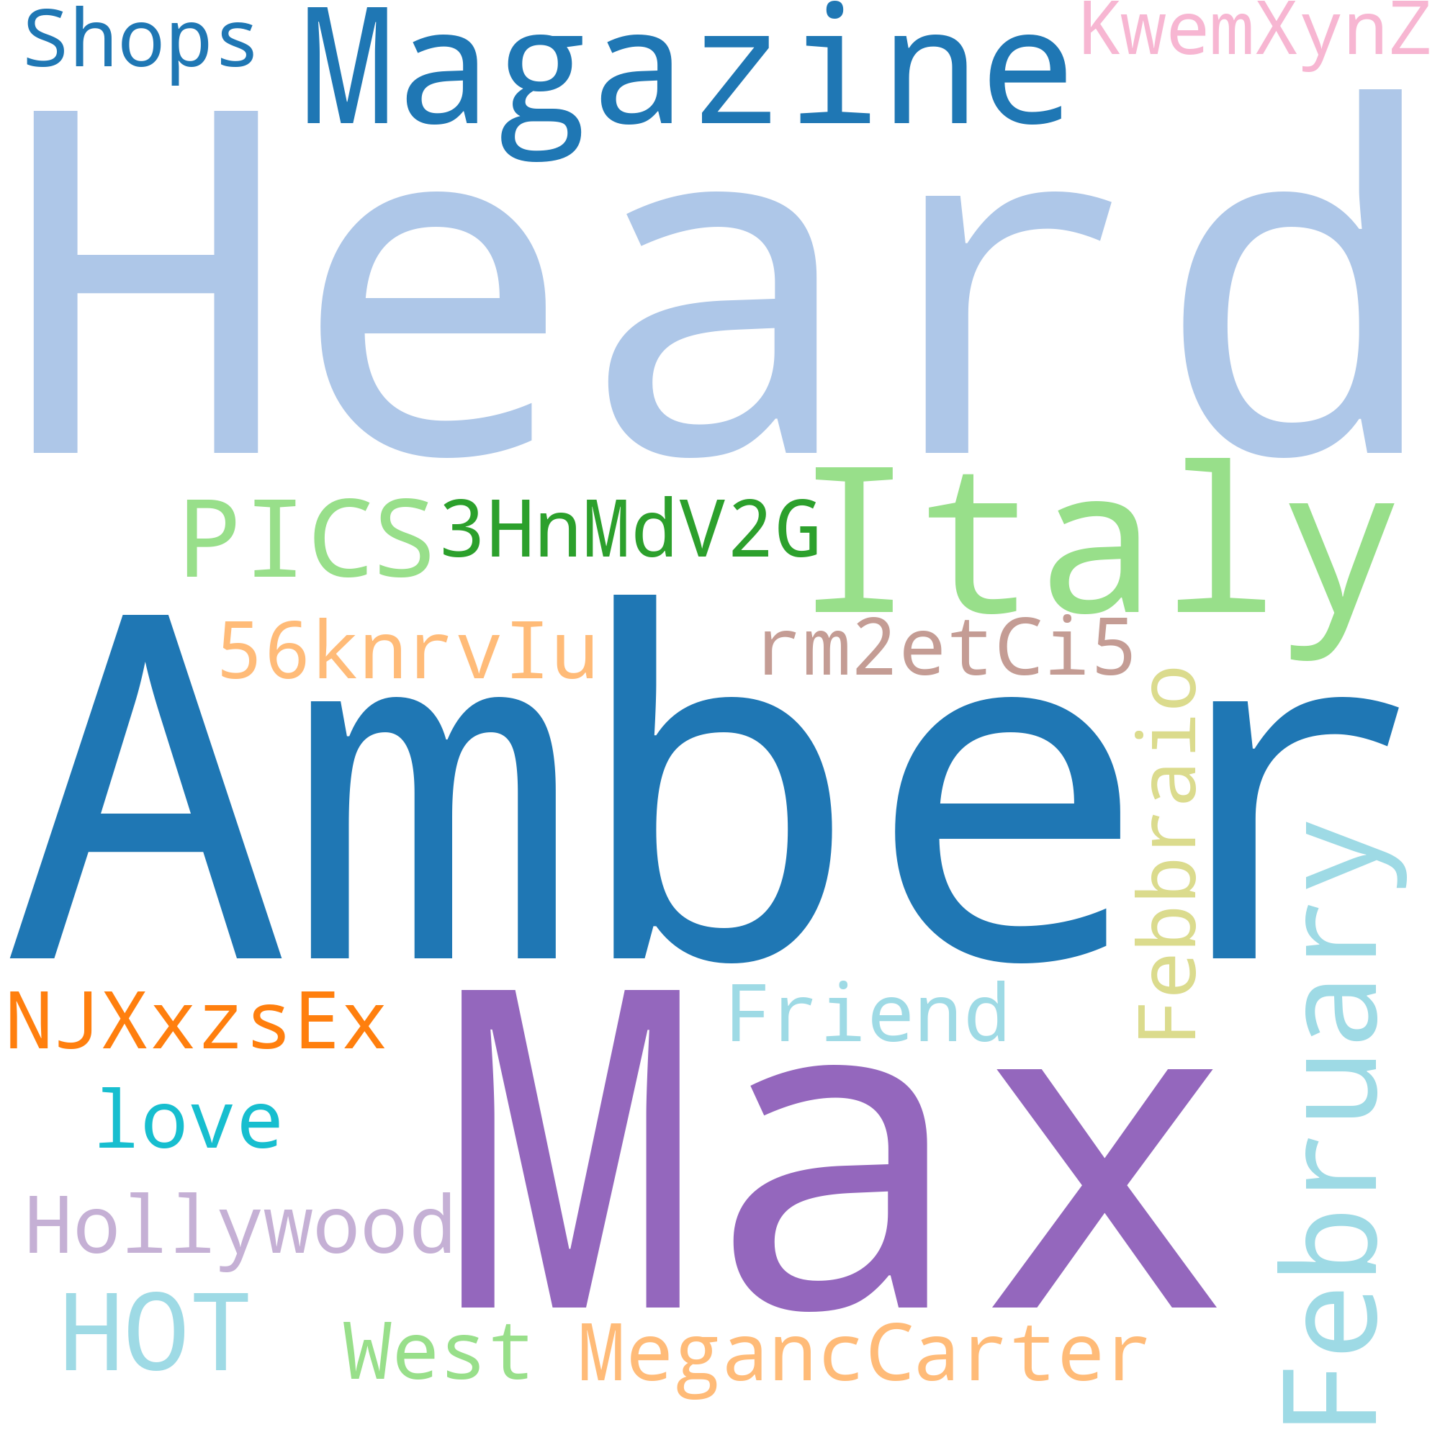 Shops
Magazine
KwemXynZ
Heard
PICS
3HnMdV2G
Italy
56knrvIu
rm2etCi5
Amber
Febbraio
February
NJXxzsEx
Max
Friend
love
Hollywood
HOT
West
MegancCarter